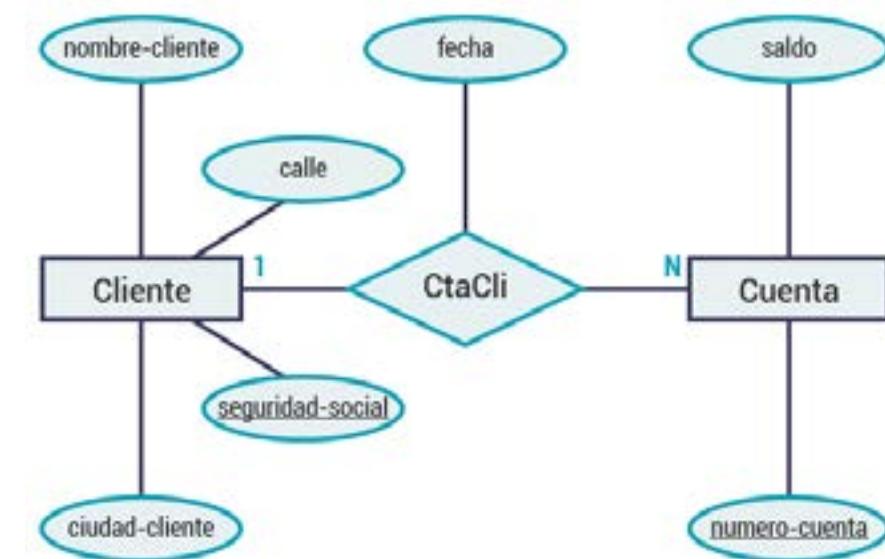 nombre-cliente
fecha
saldo
calle
Cliente
1
CtaCli
N
Cuenta
seguridad-social
ciudad-cliente
numero-cuenta